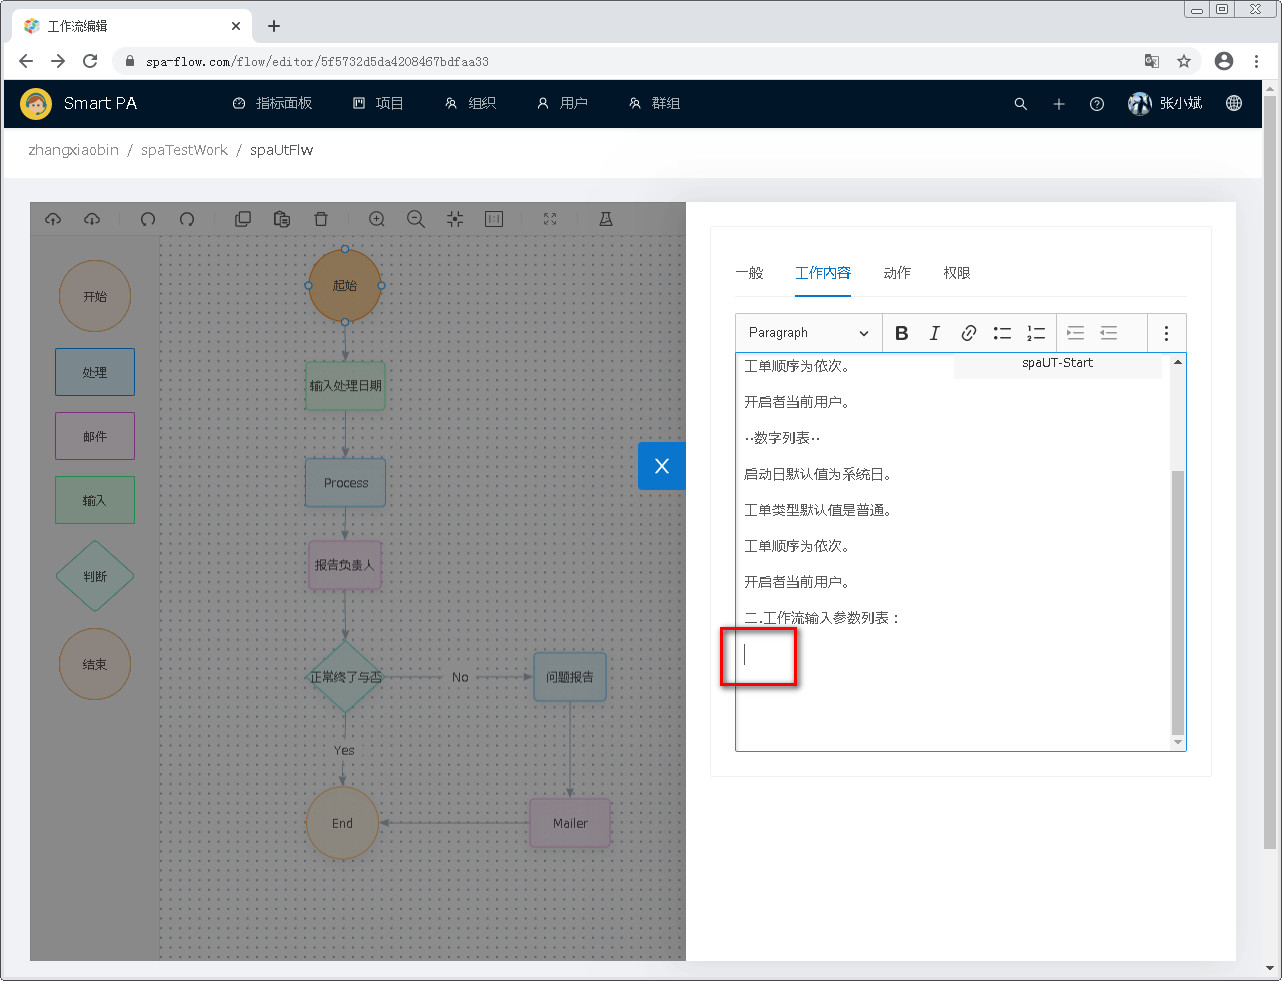 工作流编辑
spa-flow.com/flow/editor/5f5732d5da4208467bdfaa33
Smart PA
指标面板
项目
组织
用户
群组
张小斌
zhangxiaobin / spaTestWork / spaUtFlw
开始
处理
邮件
输入
判断
结束
起始
输入处理日期
Process
报告负责人
正常终了与否
No
问题报告
Yes
End
Mailer
X
一般
工作内容
动作
权限
Paragraph
B
I
spaUT-Start
工单顺序为依次。
开启者当前用户。
··数字列表··
启动日默认值为系统日。
工单类型默认值是普通。
工单顺序为依次。
开启者当前用户。
二.工作流输入参数列表：